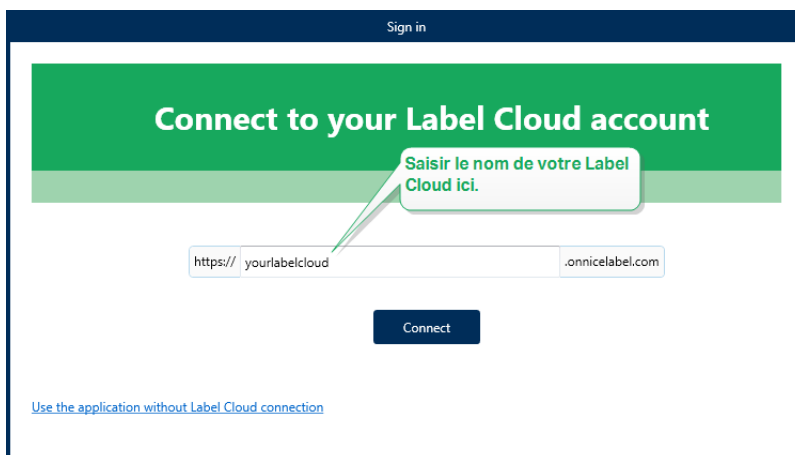 Sign in
Connect to your Label Cloud account
Saisir le nom de votre Label
Cloud ici.
https:// yourlabelcloud .onnicelabel.com
Connect
Use the application without Label Cloud connection